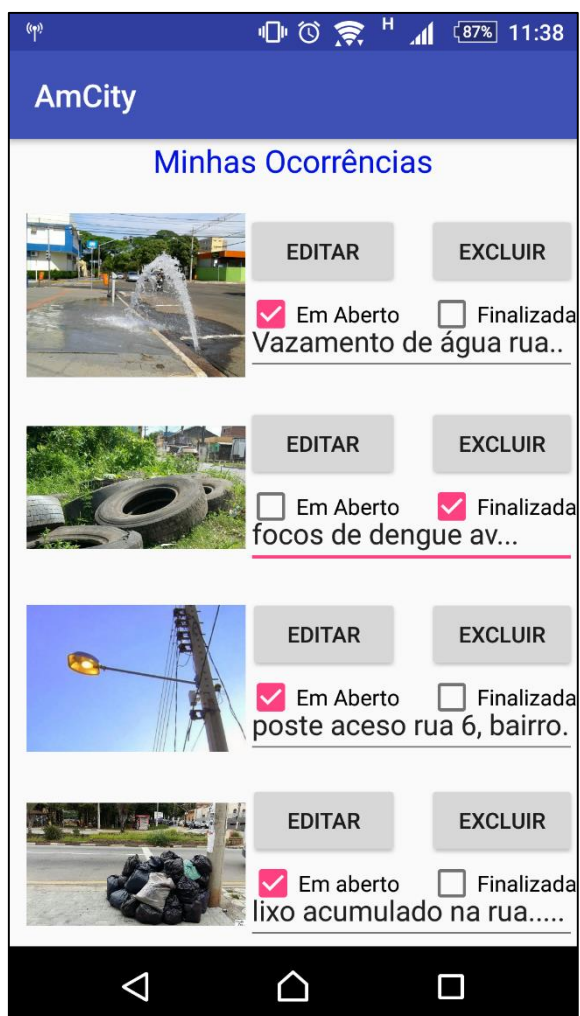 H 87% 11:38
AmCity
Minhas Ocorrências
EDITAR EXCLUIR
Em Aberto Finalizada
Vazamento de água rua..
EDITAR EXCLUIR
Em Aberto Finalizada
focos de dengue av...
EDITAR EXCLUIR
Em Aberto Finalizada
poste aceso rua 6, bairro.
EDITAR EXCLUIR
Em aberto Finalizada
lixo acumulado na rua.....